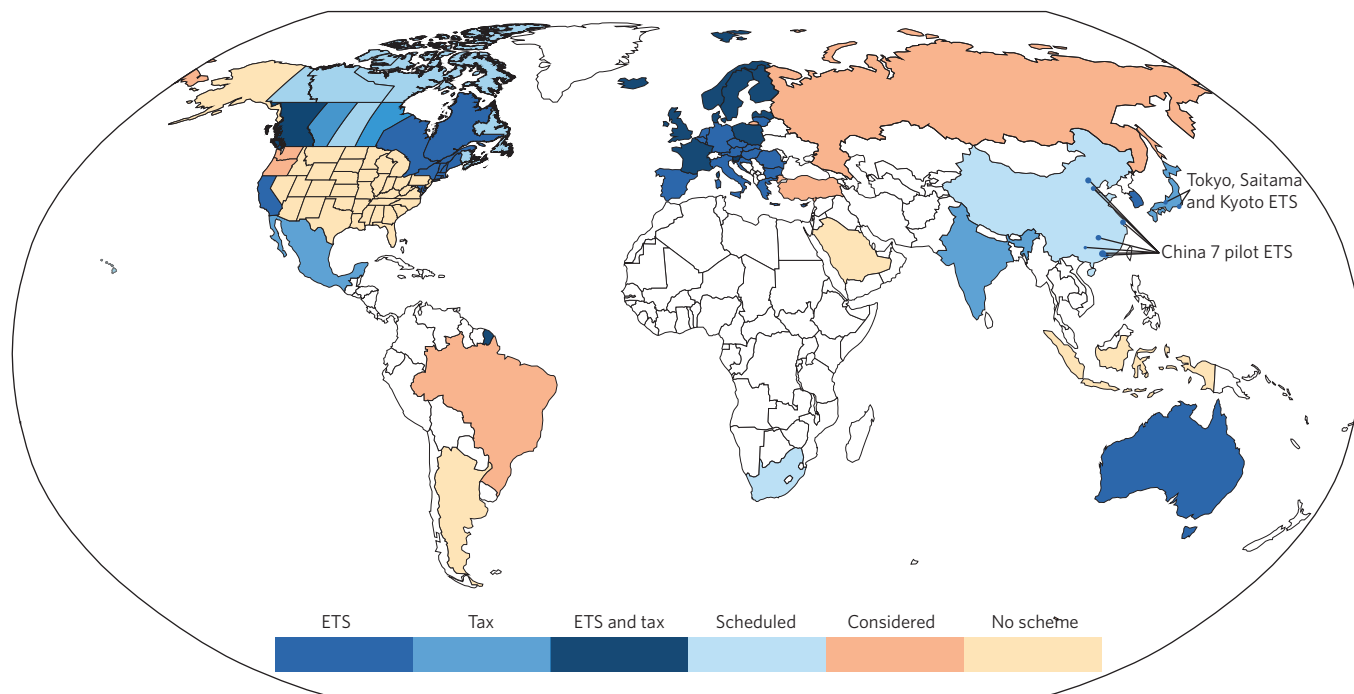 Tokyo, Saitama
and Kyoto ETS
China 7 pilot ETS
ETS
Tax
ETS and tax
Scheduled
Considered
No scheme